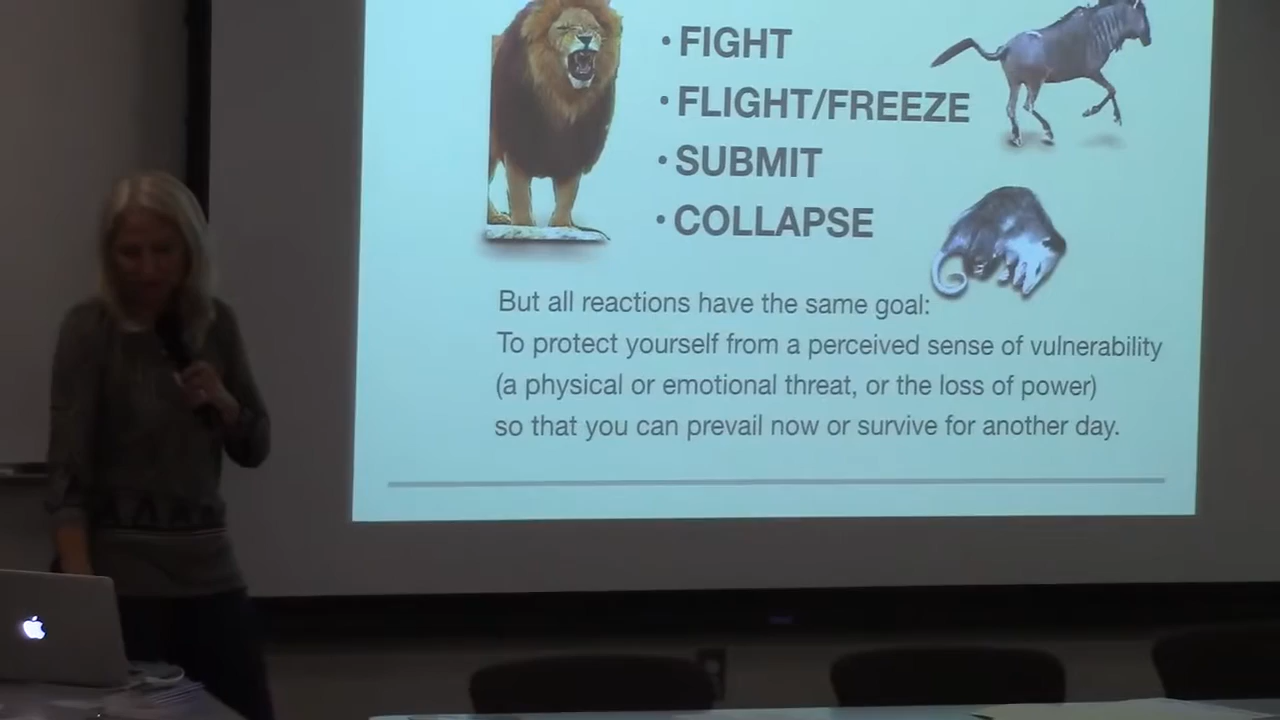 • FIGHT
• FLIGHT/FREEZE
• SUBMIT
• COLLAPSE
But all reactions have the same goal:
To protect yourself from a perceived sense of vulnerability
(a physical or emotional threat, or the loss of power)
so that you can prevail now or survive for another day.